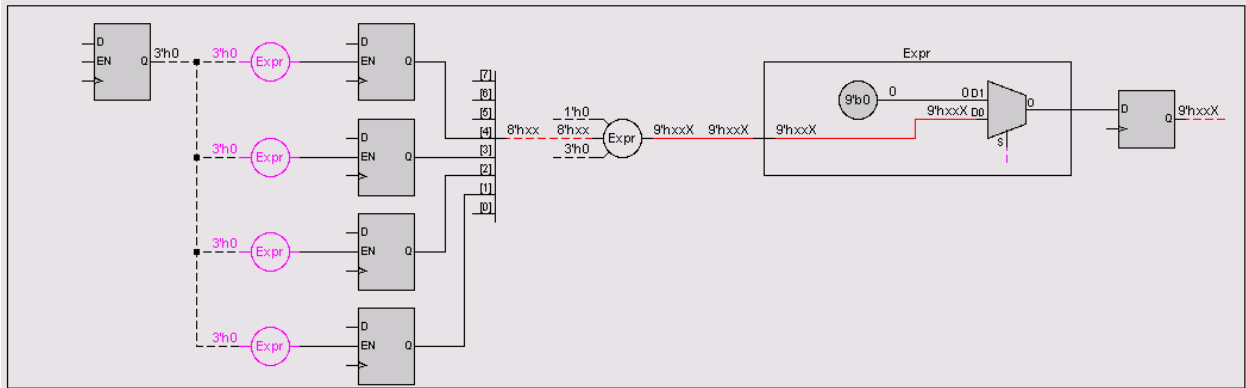 D
EN Q 3'h0
3'h0 Expr
D
EN Q
3'h0 Expr
D
EN Q
3'h0 Expr
D
EN Q
3'h0 Expr
D
EN Q
[7]
[6]
[5]
[4]
[3]
[2]
[1]
[0]
8'hxx 8'hxx
1'h0
3'h0
Expr
9'hxxX 9'hxxX 9'hxxX
Expr
9'b0 0 0 D1
9'hxxX D0
O
S
D
Q 9'hxxX